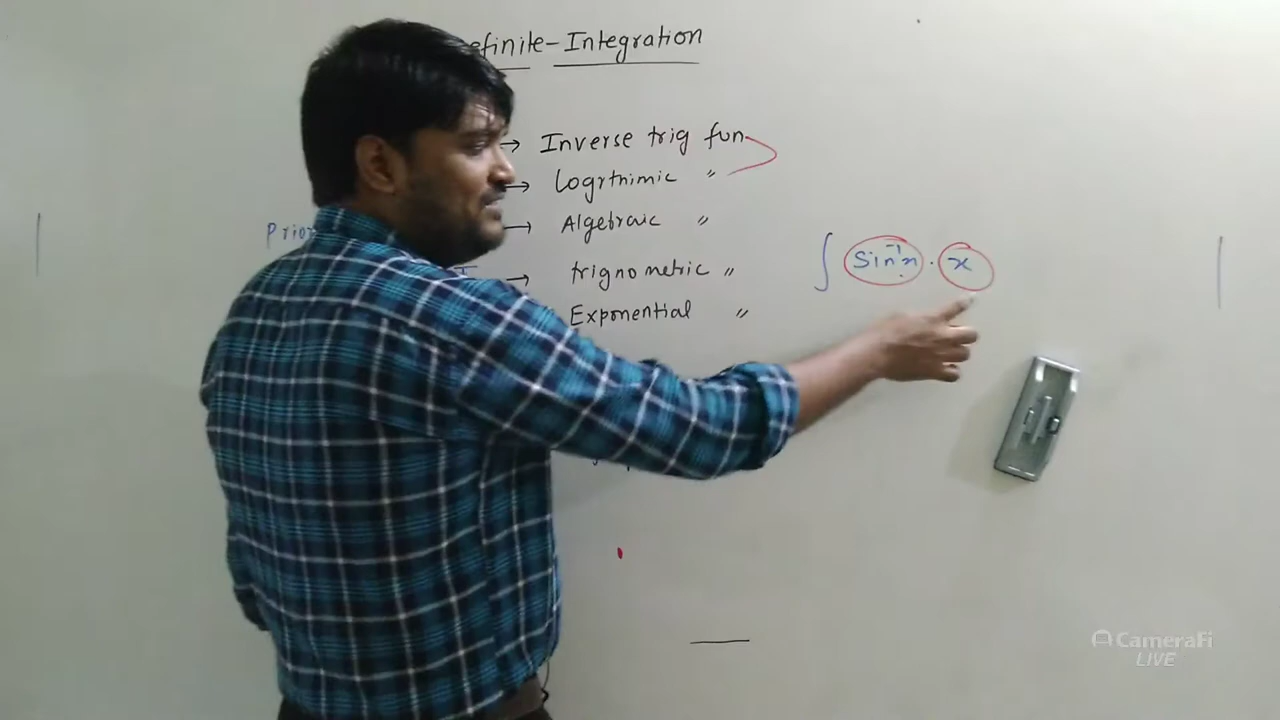 efinite-Integration
→ Inverse trig fun
→ Logrthimic "
→ Algebraic "
Prior
→ trignometric "
Exponential "
∫ Sin⁻¹x . x
CameraFi
LIVE